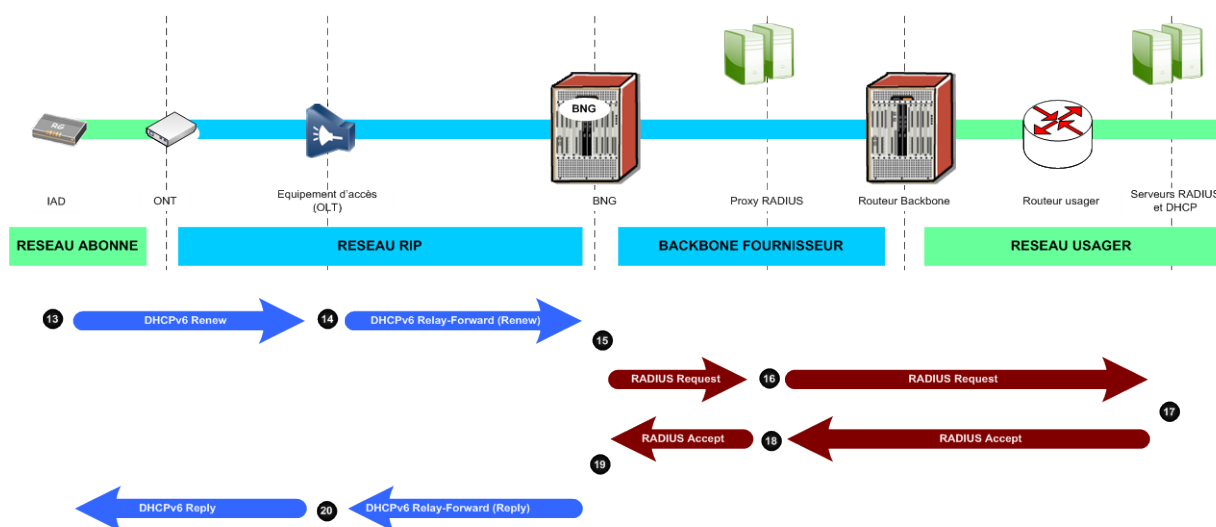 BNG
RG
IAD
ONT
Equipement d'accès
(OLT)
BNG
Proxy RADIUS
Routeur Backbone
Routeur usager
Serveurs RADIUS
et DHCP
RESEAU ABONNE
RESEAU RIP
BACKBONE FOURNISSEUR
RESEAU USAGER
13
DHCPv6 Renew
14
DHCPv6 Relay-Forward (Renew)
15
RADIUS Request
16
RADIUS Request
17
RADIUS Accept
18
RADIUS Accept
19
DHCPv6 Reply
20
DHCPv6 Relay-Forward (Reply)